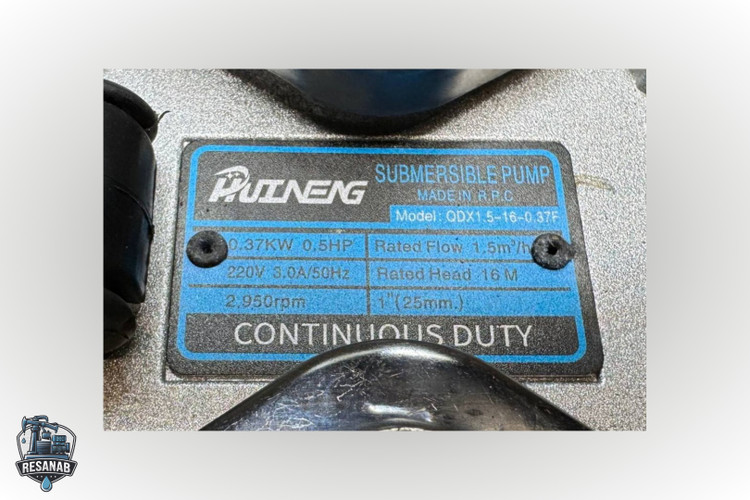 HUINENG
SUBMERSIBLE PUMP
MADE IN R.P.C
Model: QDX1.5-16-0.37F
0.37KW 0.5HP
Rated Flow 1.5m³/h
220V 3.0A/50Hz
Rated Head 16 M
2.950rpm
1"(25mm.)
CONTINUOUS DUTY
RESANAB